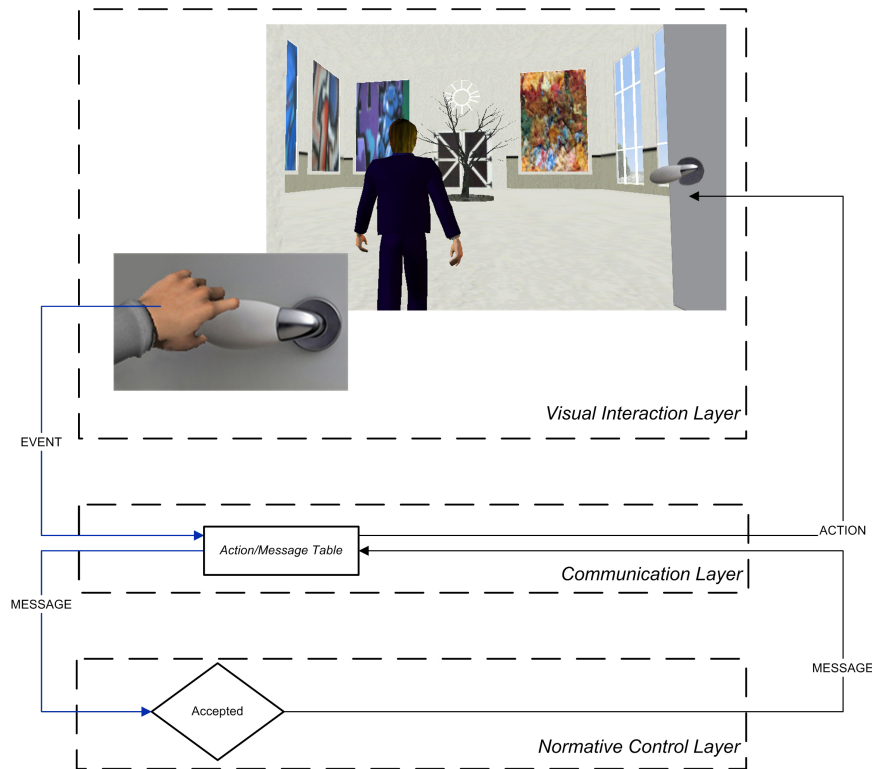 Visual Interaction Layer
EVENT
ACTION
Action/Message Table
Communication Layer
MESSAGE
MESSAGE
Accepted
Normative Control Layer